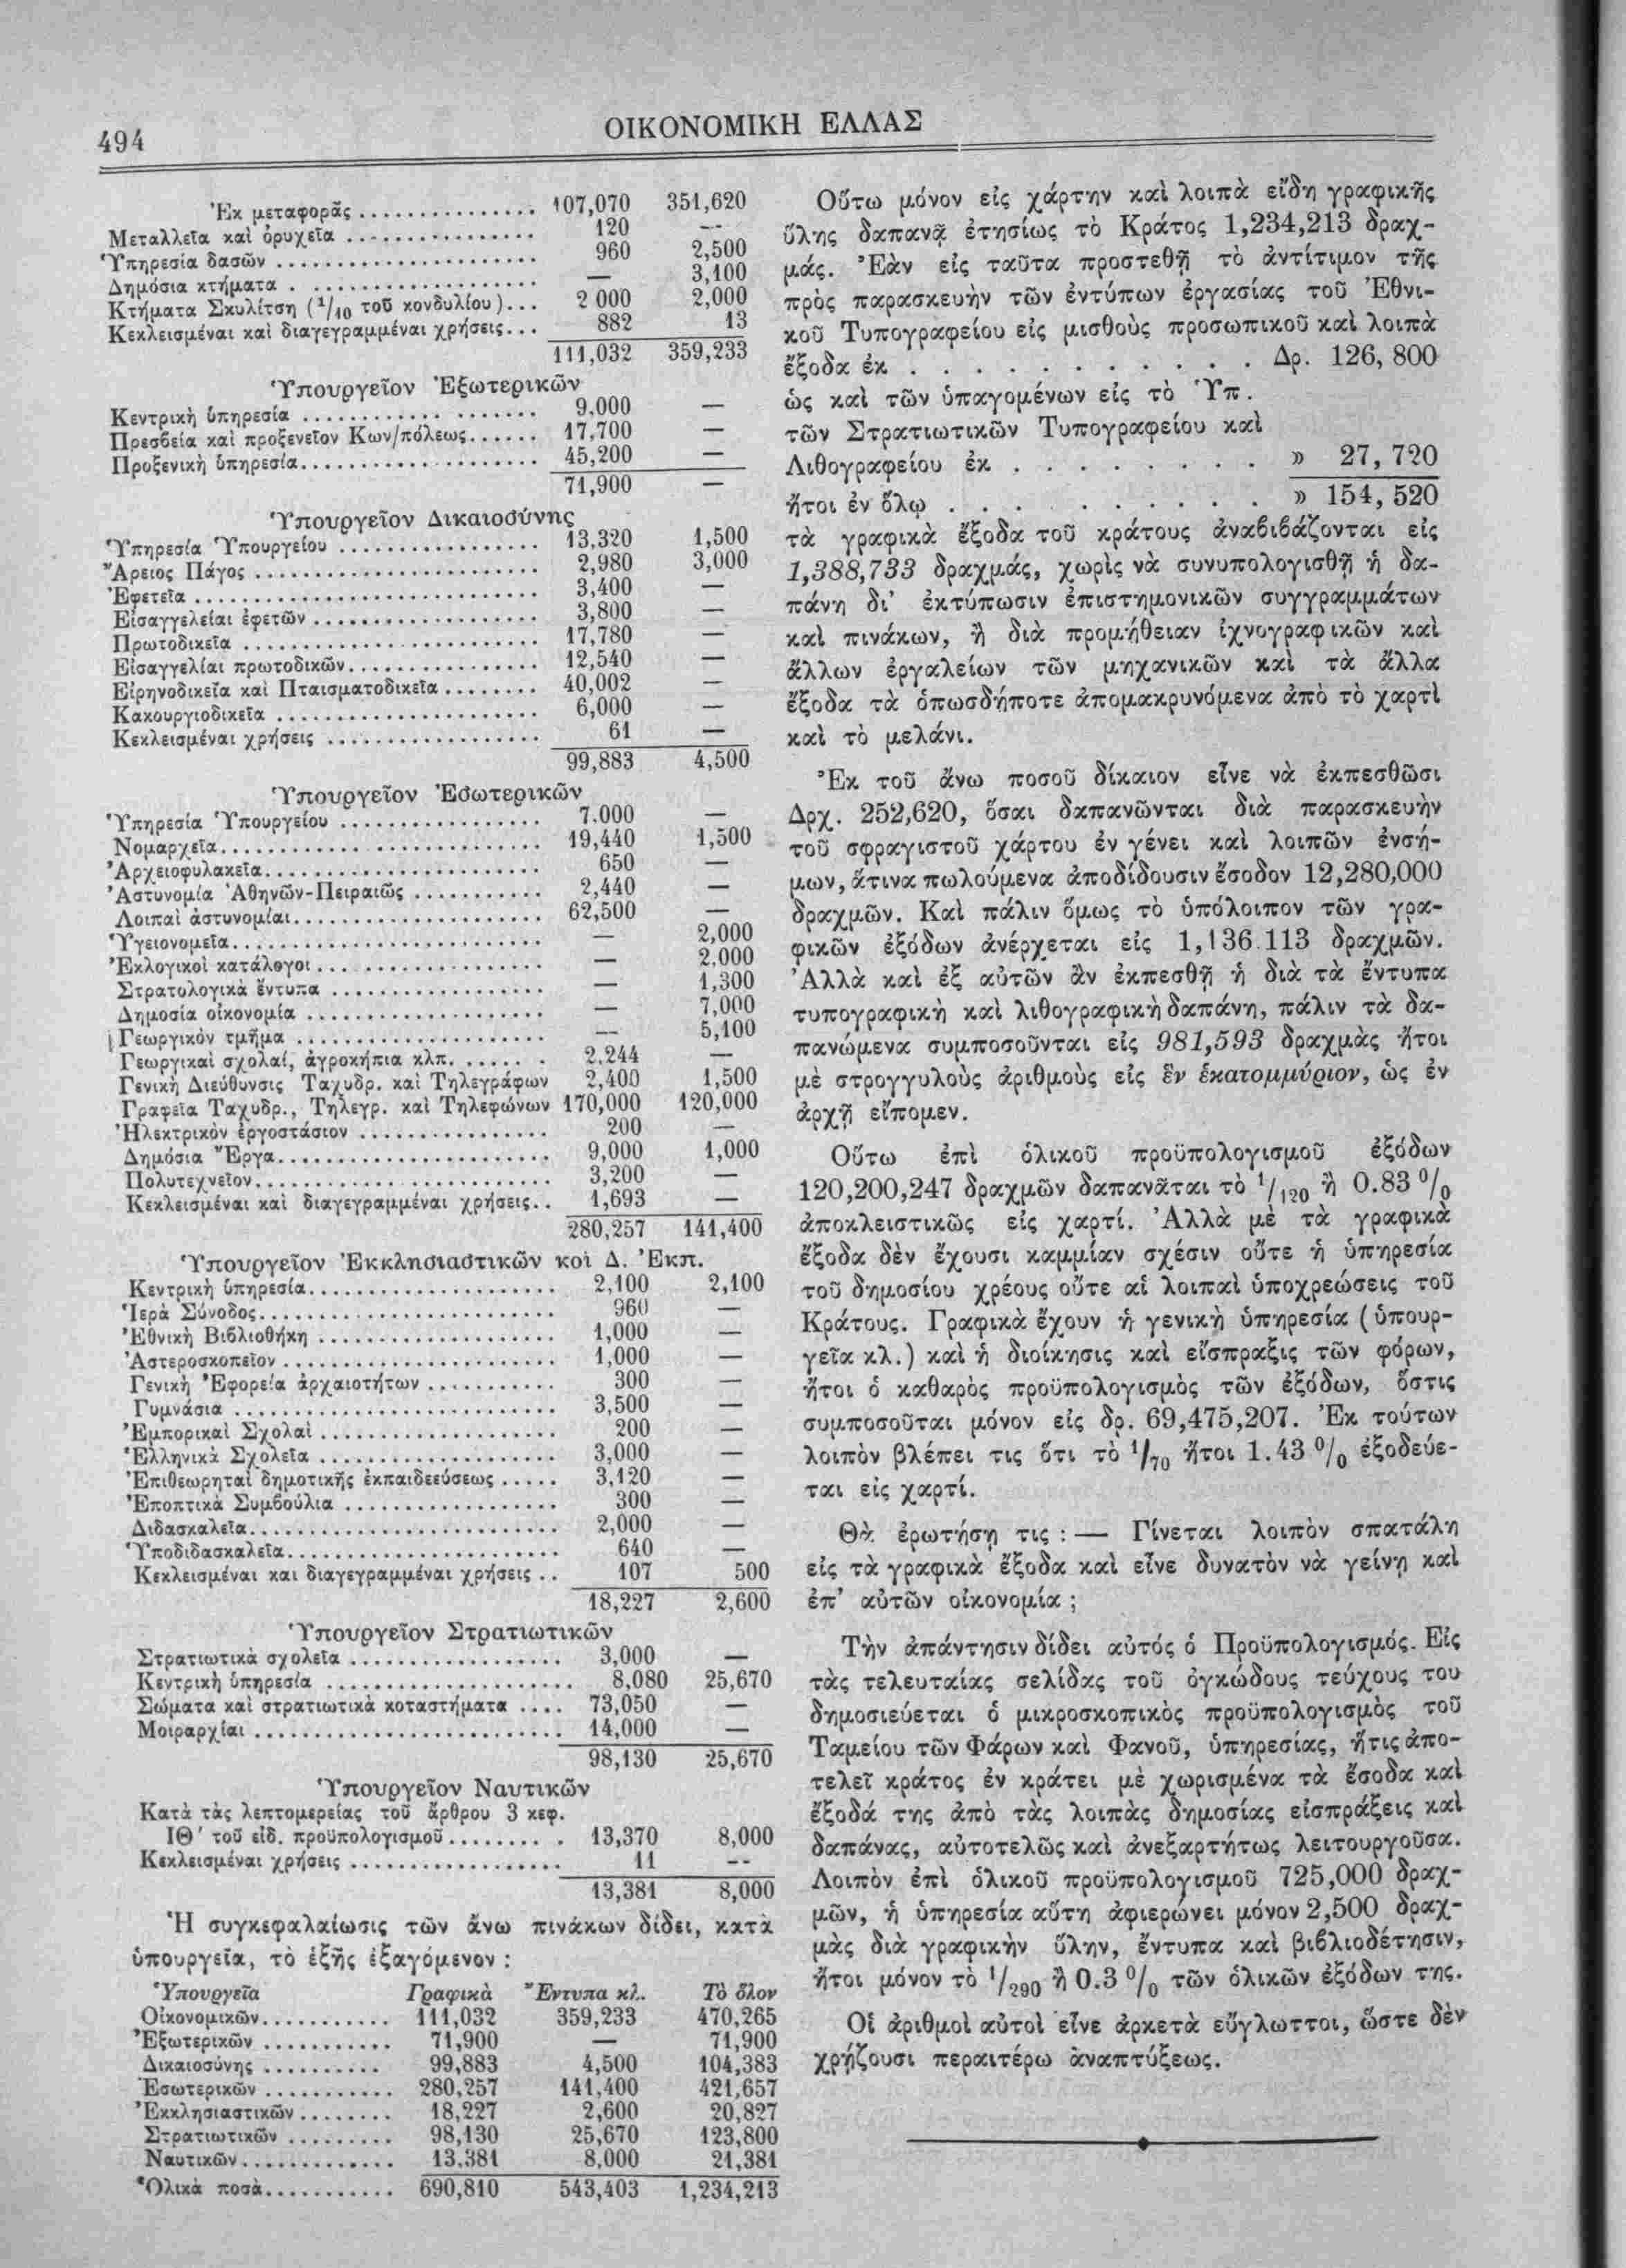 494
ΟΙΚΟΝΟΜΙΚΗ ΕΛΛΑΣ
Ἐκ μεταφορᾶς ............... 107,070 351,620
Μεταλλεῖα καὶ ὀρυχεῖα ................ 120 --
Ὑπηρεσία δασῶν ...................... 960 2,500
Δημόσια κτήματα . ................... — 3,100
Κτήματα Σκυλίτση (1/10 τοῦ κονδυλίου)... 2 000 2,000
Κεκλεισμέναι καὶ διαγεγραμμέναι χρήσεις... 882 13
111,032 359,233
Ὑπουργεῖον Ἐξωτερικῶν
Κεντρικὴ ὑπηρεσία ................... 9.000 —
Πρεσβεία καὶ προξενεῖον Κων/πόλεως...... 17,700 —
Προξενικὴ ὑπηρεσία.................... 45,200 —
71,900 —
Ὑπουργεῖον Δικαιοσύνης
Ὑπηρεσία Ὑπουργείου ................. 13,320 1,500
Ἄρειος Πάγος ........................ 2,980 3,000
Ἐφετεῖα ............................. 3,400 —
Εἰσαγγελείαι ἐφετῶν ................... 3,800 —
Πρωτοδικεῖα ......................... 17,780 —
Εἰσαγγελίαι πρωτοδικῶν................ 12,540 —
Εἰρηνοδικεῖα καὶ Πταισματοδικεῖα ........ 40,002 —
Κακουργιοδικεῖα ...................... 6,000 —
Κεκλεισμέναι χρήσεις .................. 61 —
99,883 4,500
Ὑπουργεῖον Ἐσωτερικῶν
Ὑπηρεσία Ὑπουργείου ................. 7.000 —
Νομαρχεῖα........................... 19,440 1,500
Ἀρχειοφυλακεῖα....................... 650 —
Ἀστυνομία Ἀθηνῶν-Πειραιῶς ........... 2,440 —
Λοιπαὶ ἀστυνομίαι..................... 62,500 —
Ὑγειονομεῖα.......................... — 2,000
Ἐκλογικοὶ κατάλογοι ................... — 2,000
Στρατολογικὰ ἔντυπα .................. — 1,300
Δημοσία οἰκονομία .................... — 7,000
Γεωργικὸν τμῆμα ..................... — 5,100
Γεωργικαὶ σχολαί, ἀγροκήπια κλπ. ...... . 2.244 —
Γενικὴ Διεύθυνσις Ταχυδρ. καὶ Τηλεγράφων 2,400 1,500
Γραφεῖα Ταχυδρ., Τηλεγρ. καὶ Τηλεφώνων 170,000 120,000
Ἠλεκτρικὸν ἐργοστάσιον ................ 200 —
Δημόσια Ἔργα........................ 9,000 1,000
Πολυτεχνεῖον.......................... 3,200 —
Κεκλεισμέναι καὶ διαγεγραμμέναι χρήσεις.. 1,693 —
280,257 141,400
Ὑπουργεῖον Ἐκκλησιαστικῶν κοὶ Δ. Ἐκπ.
Κεντρικὴ ὑπηρεσία..................... 2,100 2,100
Ἱερὰ Σύνοδος.......................... 960 —
Ἐθνικὴ Βιβλιοθήκη .................... 1,000 —
Ἀστεροσκοπεῖον ....................... 1,000 —
Γενικὴ Ἐφορεία ἀρχαιοτήτων ........... 300 —
Γυμνάσια ............................ 3,500 —
Ἐμπορικαὶ Σχολαὶ .................... 200 —
Ἑλληνικὰ Σχολεῖα .................... 3,000 —
Ἐπιθεωρηταὶ δημοτικῆς ἐκπαιδεεύσεως ..... 3,120 —
Ἐποπτικὰ Συμβούλια .................. 300 —
Διδασκαλεῖα.......................... 2,000 —
Ὑποδιδασκαλεῖα....................... 640 —
Κεκλεισμέναι και διαγεγραμμέναι χρήσεις .. 107 500
18,227 2,600
Ὑπουργεῖον Στρατιωτικῶν
Στρατιωτικὰ σχολεῖα .................. 3,000 —
Κεντρικὴ ὑπηρεσία ..................... 8,080 25,670
Σώματα καὶ στρατιωτικὰ κοταστήματα .... 73,050 —
Μοιραρχίαι ........................... 14,000 —
98,130 25,670
Ὑπουργεῖον Ναυτικῶν
Κατὰ τὰς λεπτομερείας τοῦ ἄρθρου 3 κεφ.
ΙΘʹ τοῦ εἰδ. προϋπολογισμοῦ......... . 13,370 8,000
Κεκλεισμέναι χρήσεις .................. 11 --
13,381 8,000
Ἡ συγκεφαλαίωσις τῶν ἄνω πινάκων δίδει, κατὰ
ὑπουργεῖα, τὸ ἑξῆς ἐξαγόμενον :
Ὑπουργεῖα Γραφικὰ Ἔντυπα κλ. Τὸ ὅλον
Οἰκονομικῶν........... 111,032 359,233 470,265
Ἐξωτερικῶν ........... 71,900 — 71,900
Δικαιοσύνης .......... 99,883 4,500 104,383
Ἐσωτερικῶν ........... 280,257 141,400 421,657
Ἐκκλησιαστικῶν........ 18,227 2,600 20,827
Στρατιωτικῶν ......... 98,130 25,670 123,800
Ναυτικῶν............. 13.381 8,000 21,381
Ὁλικὰ ποσὰ........... 690,810 543,403 1,234,213
Οὕτω μόνον εἰς χάρτην καὶ λοιπὰ εἴδη γραφικῆς
ὕλης δαπανᾷ ἐτησίως τὸ Κράτος 1,234,213 δραχ-
μάς. Ἐὰν εἰς ταῦτα προστεθῇ τὸ ἀντίτιμον τῆς
πρὸς παρασκευὴν τῶν ἐντύπων ἐργασίας τοῦ Ἐθνι-
κοῦ Τυπογραφείου εἰς μισθοὺς προσωπικοῦ καὶ λοιπὰ
ἔξοδα ἐκ . . . . . . . . . . . . Δρ. 126, 800
ὡς καὶ τῶν ὑπαγομένων εἰς τὸ Ὑπ.
τῶν Στρατιωτικῶν Τυπογραφείου καὶ
Λιθογραφείου ἐκ . . . . . . . . » 27, 720
ἤτοι ἐν ὅλῳ . . . . . . . . . . » 154, 520
τὰ γραφικὰ ἔξοδα τοῦ κράτους ἀναβιβάζονται εἰς
1,388,733 δραχμάς, χωρὶς νὰ συνυπολογισθῇ ἡ δα-
πάνη δι' ἐκτύπωσιν ἐπιστημονικῶν συγγραμμάτων
καὶ πινάκων, ἢ διὰ προμήθειαν ἰχνογραφικῶν καὶ
ἄλλων ἐργαλείων τῶν μηχανικῶν καὶ τὰ ἄλλα
ἔξοδα τὰ ὁπωσδήποτε ἀπομακρυνόμενα ἀπὸ τὸ χαρτὶ
καὶ τὸ μελάνι.
Ἐκ τοῦ ἄνω ποσοῦ δίκαιον εἶνε νὰ ἐκπεσθῶσι
Δρχ. 252,620, ὅσαι δαπανῶνται διὰ παρασκευὴν
τοῦ σφραγιστοῦ χάρτου ἐν γένει καὶ λοιπῶν ἐνσή-
μων, ἅτινα πωλούμενα ἀποδίδουσιν ἔσοδον 12,280,000
δραχμῶν. Καὶ πάλιν ὅμως τὸ ὑπόλοιπον τῶν γρα-
φικῶν ἐξόδων ἀνέρχεται εἰς 1,136.113 δραχμῶν.
Ἀλλὰ καὶ ἐξ αὐτῶν ἂν ἐκπεσθῇ ἡ διὰ τὰ ἔντυπα
τυπογραφικὴ καὶ λιθογραφικὴ δαπάνη, πάλιν τὰ δα-
πανώμενα συμποσοῦνται εἰς 981,593 δραχμὰς ἤτοι
μὲ στρογγυλοὺς ἀριθμοὺς εἰς ἓν ἑκατομμύριον, ὡς ἐν
ἀρχῇ εἴπομεν.
Οὕτω ἐπὶ ὁλικοῦ προϋπολογισμοῦ ἐξόδων
120,200,247 δραχμῶν δαπανᾶται τὸ 1/120 ἢ 0.83 0/0
ἀποκλειστικῶς εἰς χαρτί. Ἀλλὰ μὲ τὰ γραφικὰ
ἔξοδα δὲν ἔχουσι καμμίαν σχέσιν οὔτε ἡ ὑπηρεσία
τοῦ δημοσίου χρέους οὔτε αἱ λοιπαὶ ὑποχρεώσεις τοῦ
Κράτους. Γραφικὰ ἔχουν ἡ γενικὴ ὑπηρεσία (ὑπουρ-
γεῖα κλ.) καὶ ἡ διοίκησις καὶ εἴσπραξις τῶν φόρων,
ἤτοι ὁ καθαρὸς προϋπολογισμὸς τῶν ἐξόδων, ὅστις
συμποσοῦται μόνον εἰς δρ. 69,475,207. Ἐκ τούτων
λοιπὸν βλέπει τις ὅτι τὸ 1/70 ἤτοι 1.43 0/0 ἐξοδεύε-
ται εἰς χαρτί.
Θὰ ἐρωτήσῃ τις : — Γίνεται λοιπὸν σπατάλη
εἰς τὰ γραφικὰ ἔξοδα καὶ εἶνε δυνατὸν νὰ γείνῃ καὶ
ἐπ' αὐτῶν οἰκονομία ;
Τὴν ἀπάντησιν δίδει αὐτός ὁ Προϋπολογισμός. Εἰς
τὰς τελευταίας σελίδας τοῦ ὀγκώδους τεύχους του
δημοσιεύεται ὁ μικροσκοπικὸς προϋπολογισμὸς τοῦ
Ταμείου τῶν Φάρων καὶ Φανοῦ, ὑπηρεσίας, ἥτις ἀπο-
τελεῖ κράτος ἐν κράτει μὲ χωρισμένα τὰ ἔσοδα καὶ
ἔξοδά της ἀπὸ τὰς λοιπὰς δημοσίας εἰσπράξεις καὶ
δαπάνας, αὐτοτελῶς καὶ ἀνεξαρτήτως λειτουργοῦσα.
Λοιπὸν ἐπὶ ὁλικοῦ προϋπολογισμοῦ 725,000 δραχ-
μῶν, ἡ ὑπηρεσία αὕτη ἀφιερώνει μόνον 2,500 δραχ-
μὰς διὰ γραφικὴν ὕλην, ἔντυπα καὶ βιβλιοδέτησιν,
ἤτοι μόνον τὸ 1/290 ἢ 0.3 0/0 τῶν ὁλικῶν ἐξόδων της.
Οἱ ἀριθμοὶ αὐτοὶ εἶνε ἀρκετὰ εὔγλωττοι, ὥστε δὲν
χρῄζουσι περαιτέρω ἀναπτύξεως.